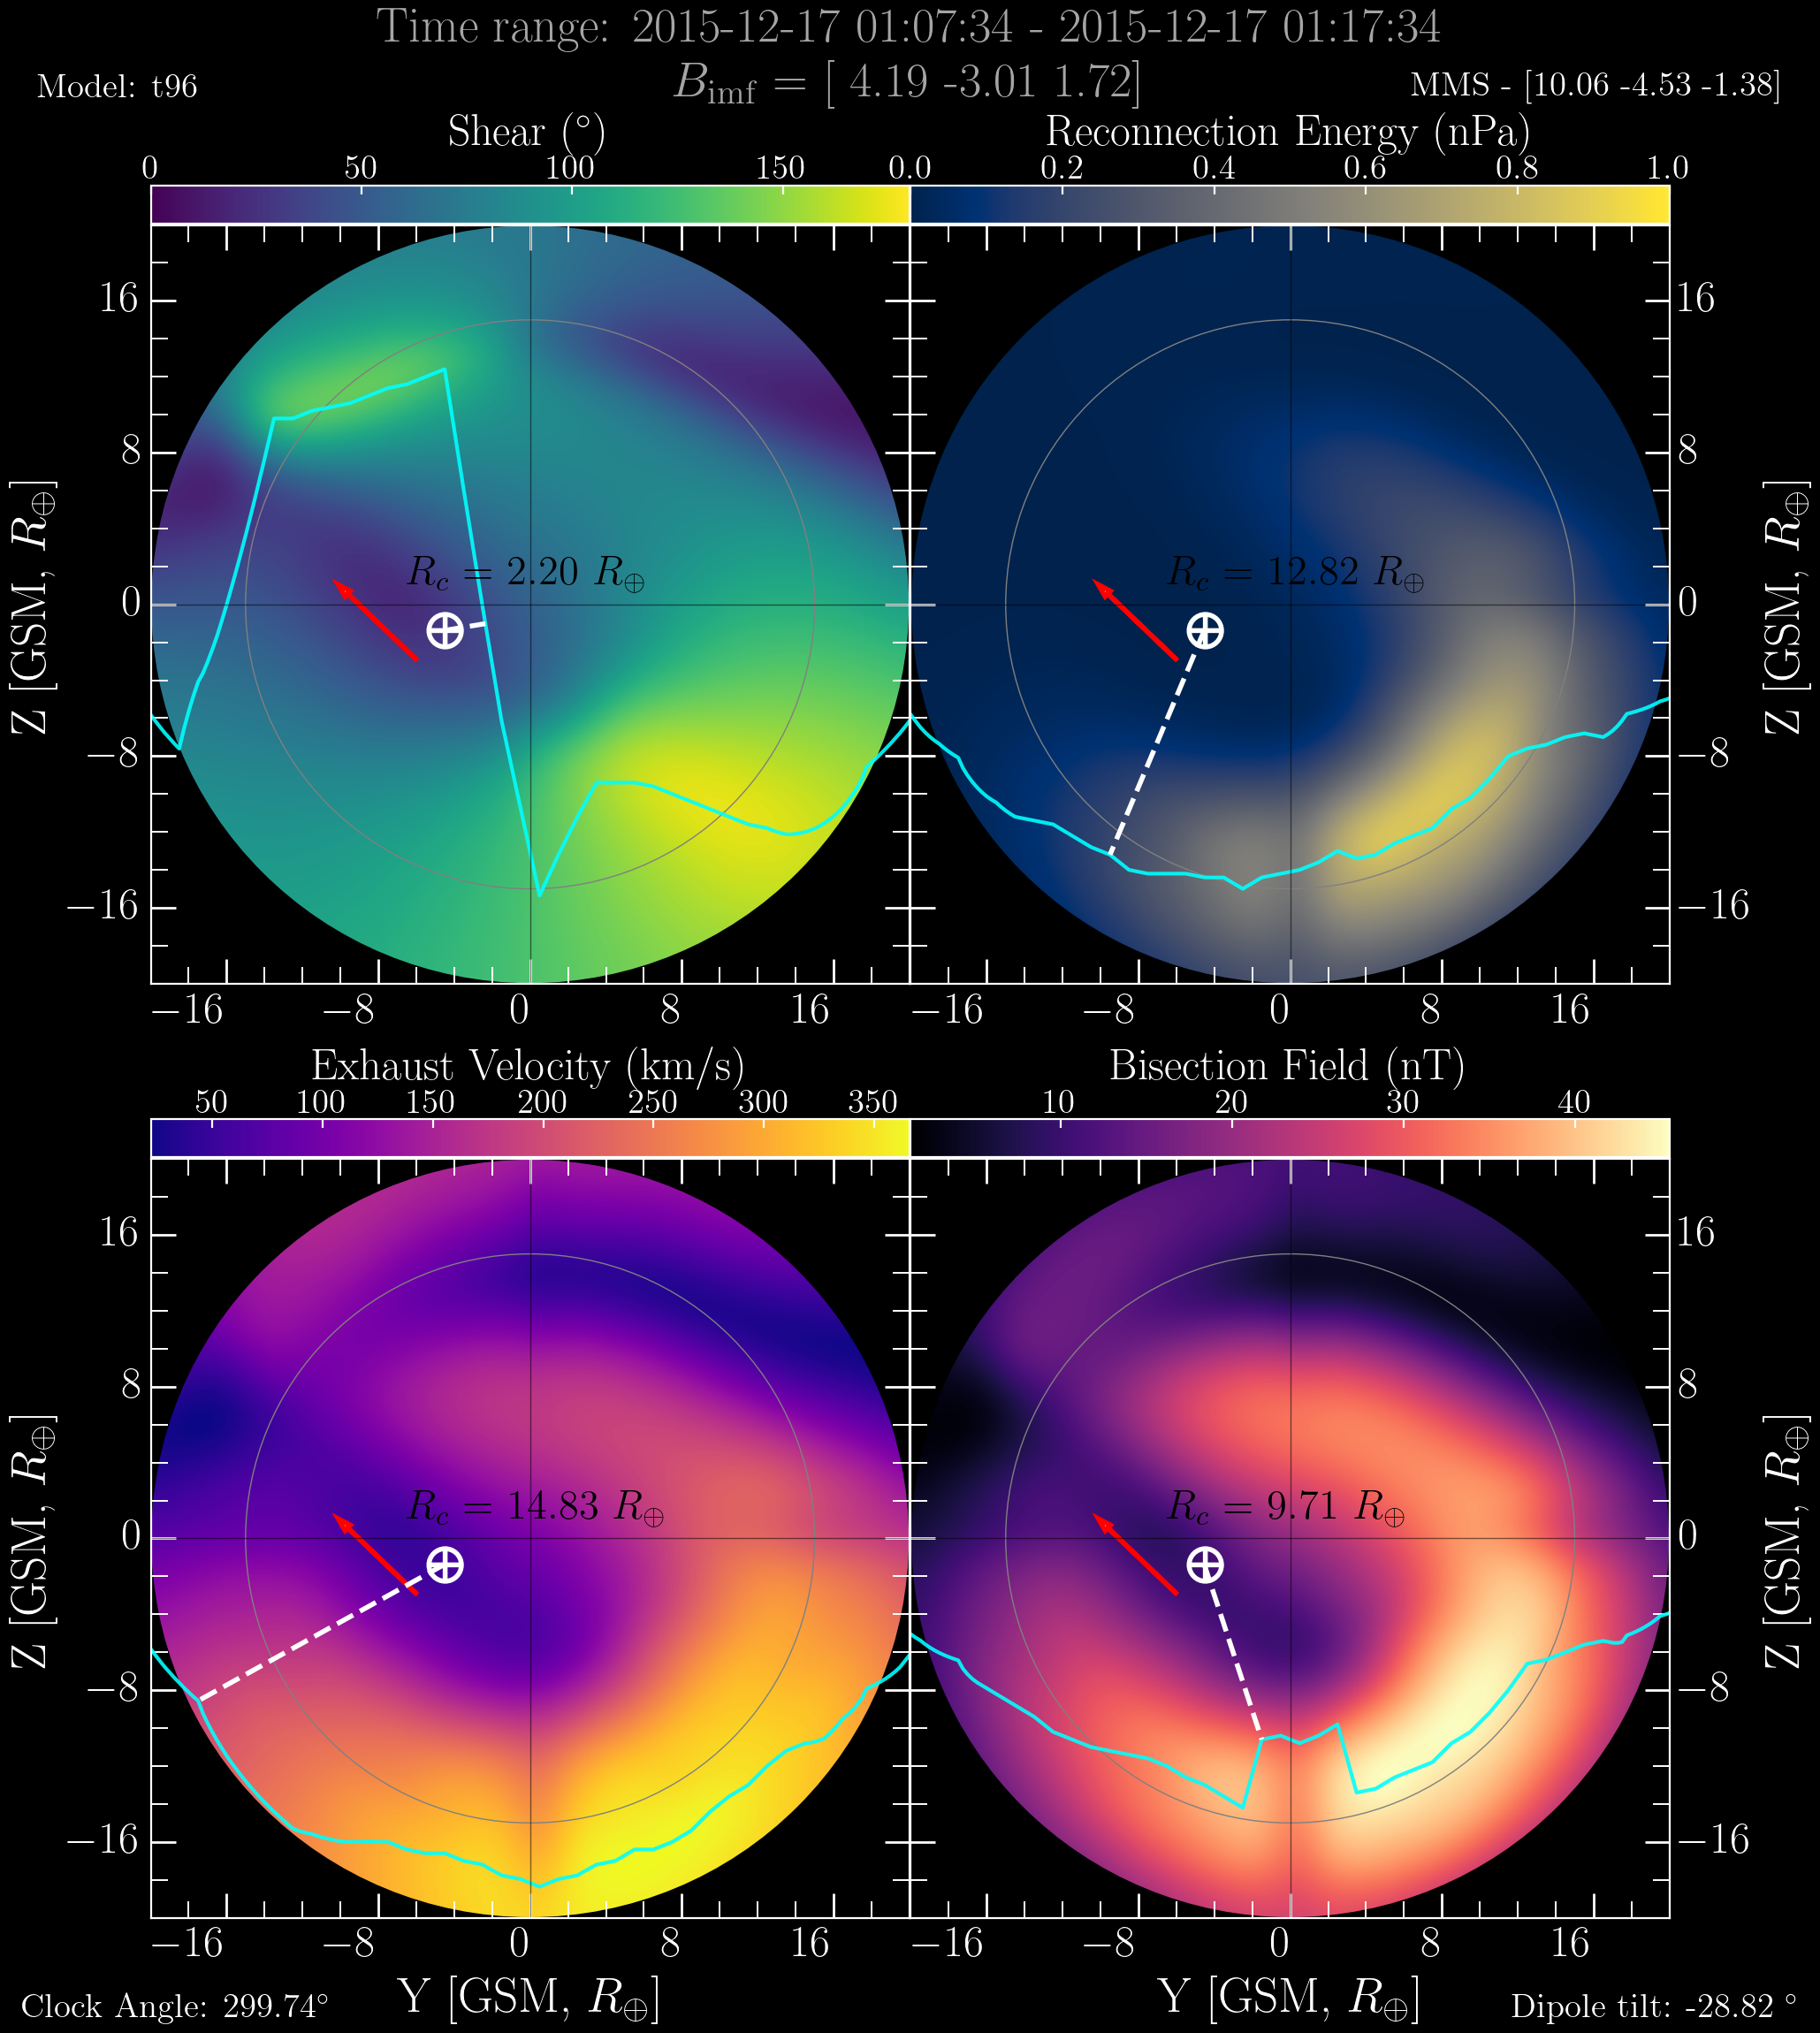 Time range: 2015-12-17 01:07:34 - 2015-12-17 01:17:34
Model: t96
B_imf = [ 4.19 -3.01 1.72]
MMS - [10.06 -4.53 -1.38]
Shear (°)
Reconnection Energy (nPa)
0 50 100 150
0.0 0.2 0.4 0.6 0.8 1.0
16
8
0
−8
−16
Z [GSM, R⊕]
R_c = 2.20 R⊕
R_c = 12.82 R⊕
16
8
0
−8
−16
Z [GSM, R⊕]
−16 −8 0 8 16
−16 −8 0 8 16
Exhaust Velocity (km/s)
Bisection Field (nT)
50 100 150 200 250 300 350
10 20 30 40
16
8
0
−8
−16
Z [GSM, R⊕]
R_c = 14.83 R⊕
R_c = 9.71 R⊕
16
8
0
−8
−16
Z [GSM, R⊕]
−16 −8 0 8 16
−16 −8 0 8 16
Y [GSM, R⊕]
Y [GSM, R⊕]
Clock Angle: 299.74°
Dipole tilt: -28.82 °